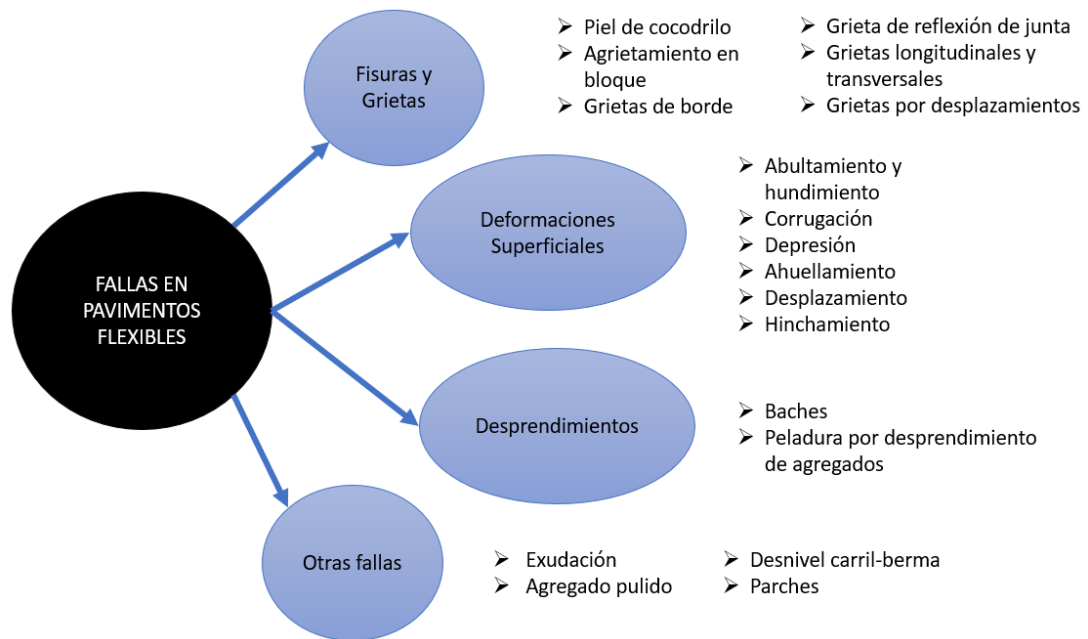 FALLAS EN
PAVIMENTOS
FLEXIBLES
Fisuras y
Grietas
Piel de cocodrilo
Agrietamiento en
bloque
Grietas de borde
Grieta de reflexión de junta
Grietas longitudinales y
transversales
Grietas por desplazamientos
Deformaciones
Superficiales
Abultamiento y
hundimiento
Corrugación
Depresión
Ahuellamiento
Desplazamiento
Hinchamiento
Desprendimientos
Baches
Peladura por desprendimiento
de agregados
Otras fallas
Exudación
Agregado pulido
Desnivel carril-berma
Parches